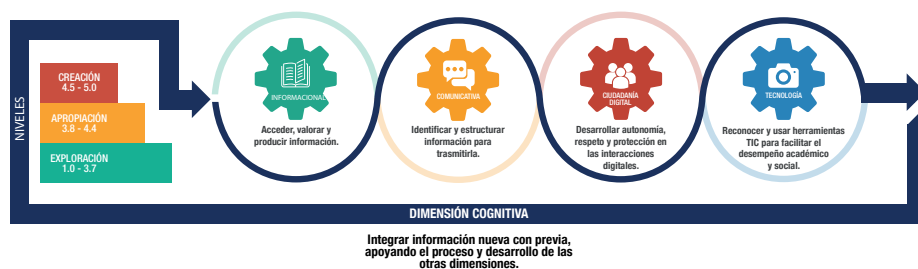 NIVELES
CREACIÓN
4.5 - 5.0
APROPIACIÓN
3.8 - 4.4
EXPLORACIÓN
1.0 - 3.7
INFORMACIONAL
Acceder, valorar y
producir información.
COMUNICATIVA
Identificar y estructurar
información para
trasmitirla.
CIUDADANÍA
DIGITAL
Desarrollar autonomía,
respeto y protección en
las interacciones
digitales.
TECNOLOGÍA
Reconocer y usar herramientas
TIC para facilitar el
desempeño académico
y social.
DIMENSIÓN COGNITIVA
Integrar información nueva con previa,
apoyando el proceso y desarrollo de las
otras dimensiones.